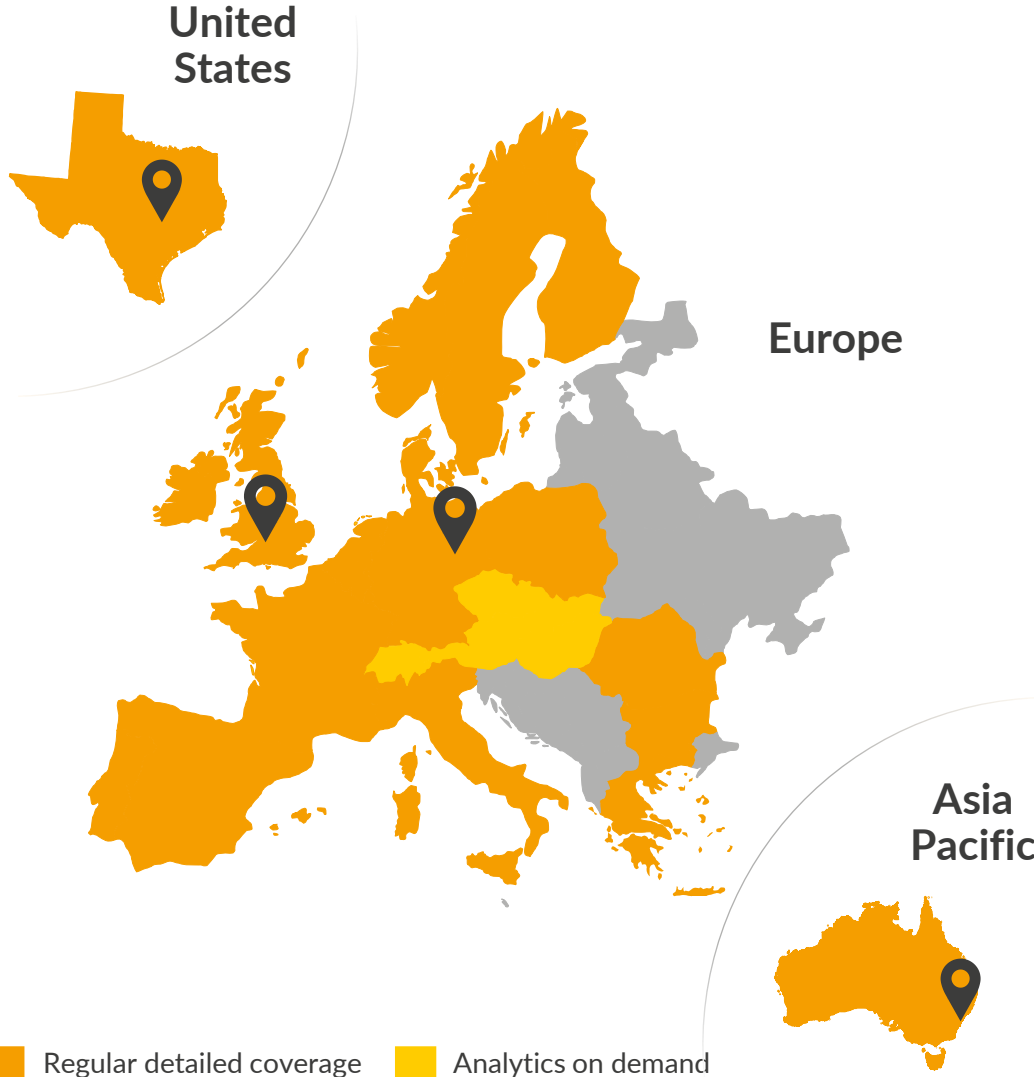 United
States
Europe
Asia
Pacific
Regular detailed coverage
Analytics on demand